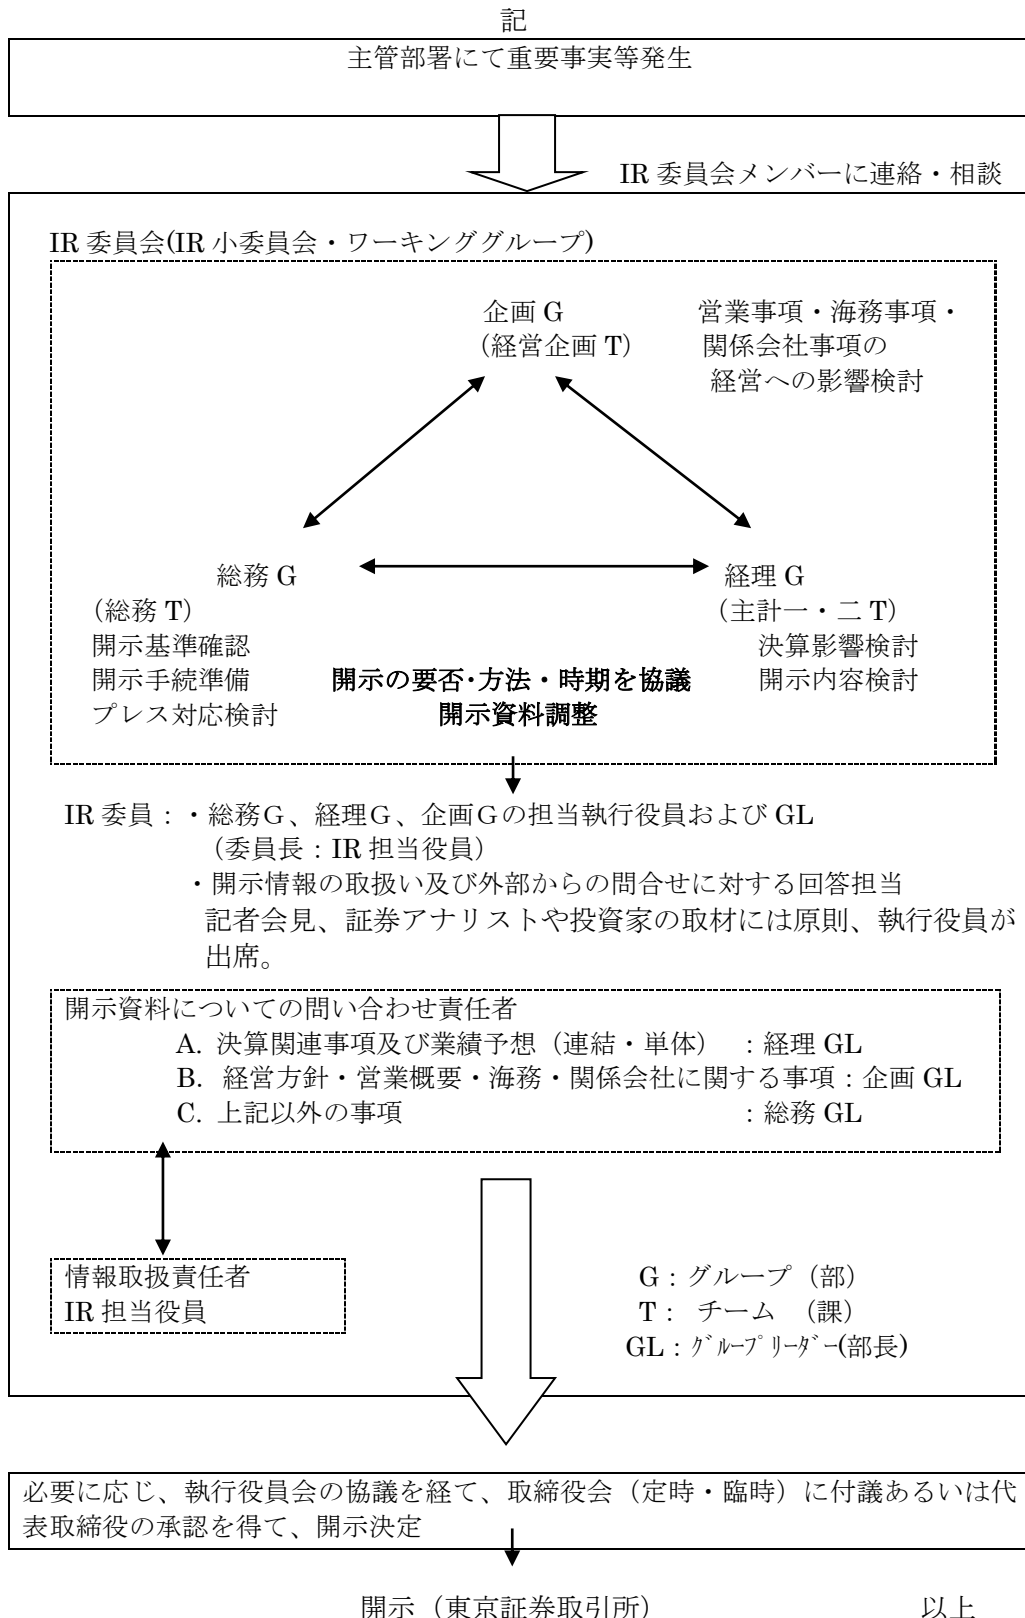 記
主管部署にて重要事実等発生
IR 委員会メンバーに連絡・相談
IR 委員会(IR 小委員会・ワーキンググループ)
企画 G 営業事項・海務事項・
(経営企画 T) 関係会社事項の
経営への影響検討
総務 G 経理 G
(総務 T) (主計一・二 T)
開示基準確認 決算影響検討
開示手続準備 開示の要否・方法・時期を協議 開示内容検討
プレス対応検討 開示資料調整
IR 委員：・総務Ｇ、経理Ｇ、企画Ｇの担当執行役員および GL
（委員長：IR 担当役員）
・開示情報の取扱い及び外部からの問合せに対する回答担当
記者会見、証券アナリストや投資家の取材には原則、執行役員が
出席。
開示資料についての問い合わせ責任者
A. 決算関連事項及び業績予想（連結・単体） ：経理 GL
B. 経営方針・営業概要・海務・関係会社に関する事項：企画 GL
C. 上記以外の事項 ：総務 GL
情報取扱責任者
IR 担当役員
G：グループ（部）
T： チーム （課）
GL：ｸﾞﾙｰﾌﾟﾘｰﾀﾞｰ(部長)
必要に応じ、執行役員会の協議を経て、取締役会（定時・臨時）に付議あるいは代
表取締役の承認を得て、開示決定
開示（東京証券取引所） 以上